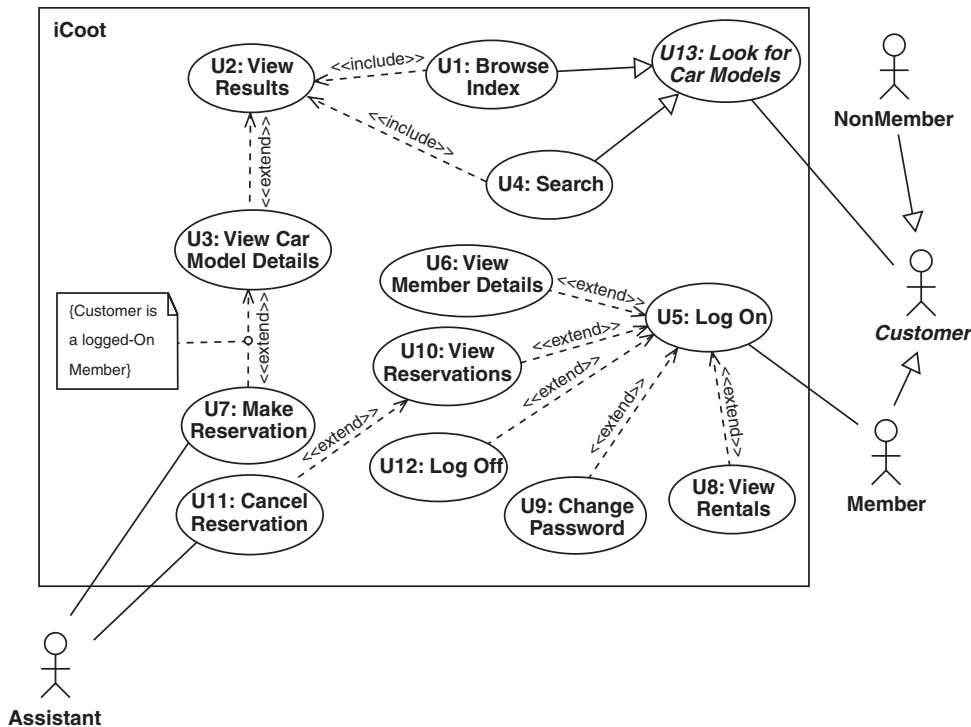 iCoot
U2: View
Results
<<include>>
U1: Browse
Index
U13: Look for
Car Models
NonMember
<<include>>
<<extend>>
U4: Search
U3: View Car
Model Details
U6: View
Member Details
<<extend>>
U5: Log On
Customer
{Customer is
a logged-On
Member}
<<extend>>
U10: View
Reservations
<<extend>>
<<extend>>
<<extend>>
<<extend>>
U7: Make
Reservation
<<extend>>
U12: Log Off
U11: Cancel
Reservation
U9: Change
Password
U8: View
Rentals
Member
Assistant